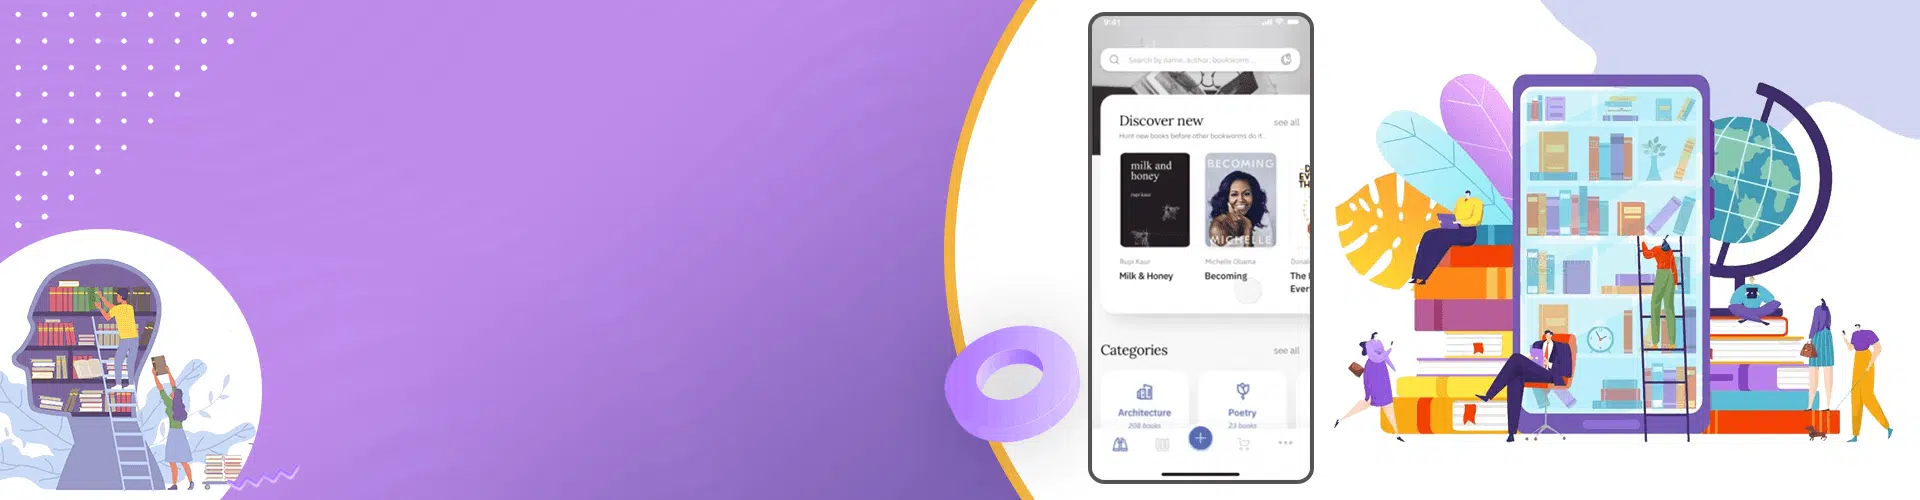 9:41
Search by name, author, bookworms ...
Discover new
see all
Hunt new books before other bookworms do it.
milk and
honey
rupi kaur
BECOMING
MICHELLE
Rupi Kaur
Milk & Honey
Michelle Obama
Becoming
Categories
see all
Architecture
208 books
Poetry
23 books